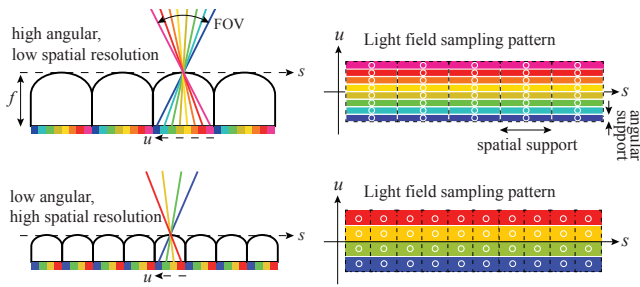 high angular,
low spatial resolution
FOV
f
s
u
u
Light field sampling pattern
s
spatial support
angular
support
low angular,
high spatial resolution
s
u
u
Light field sampling pattern
s